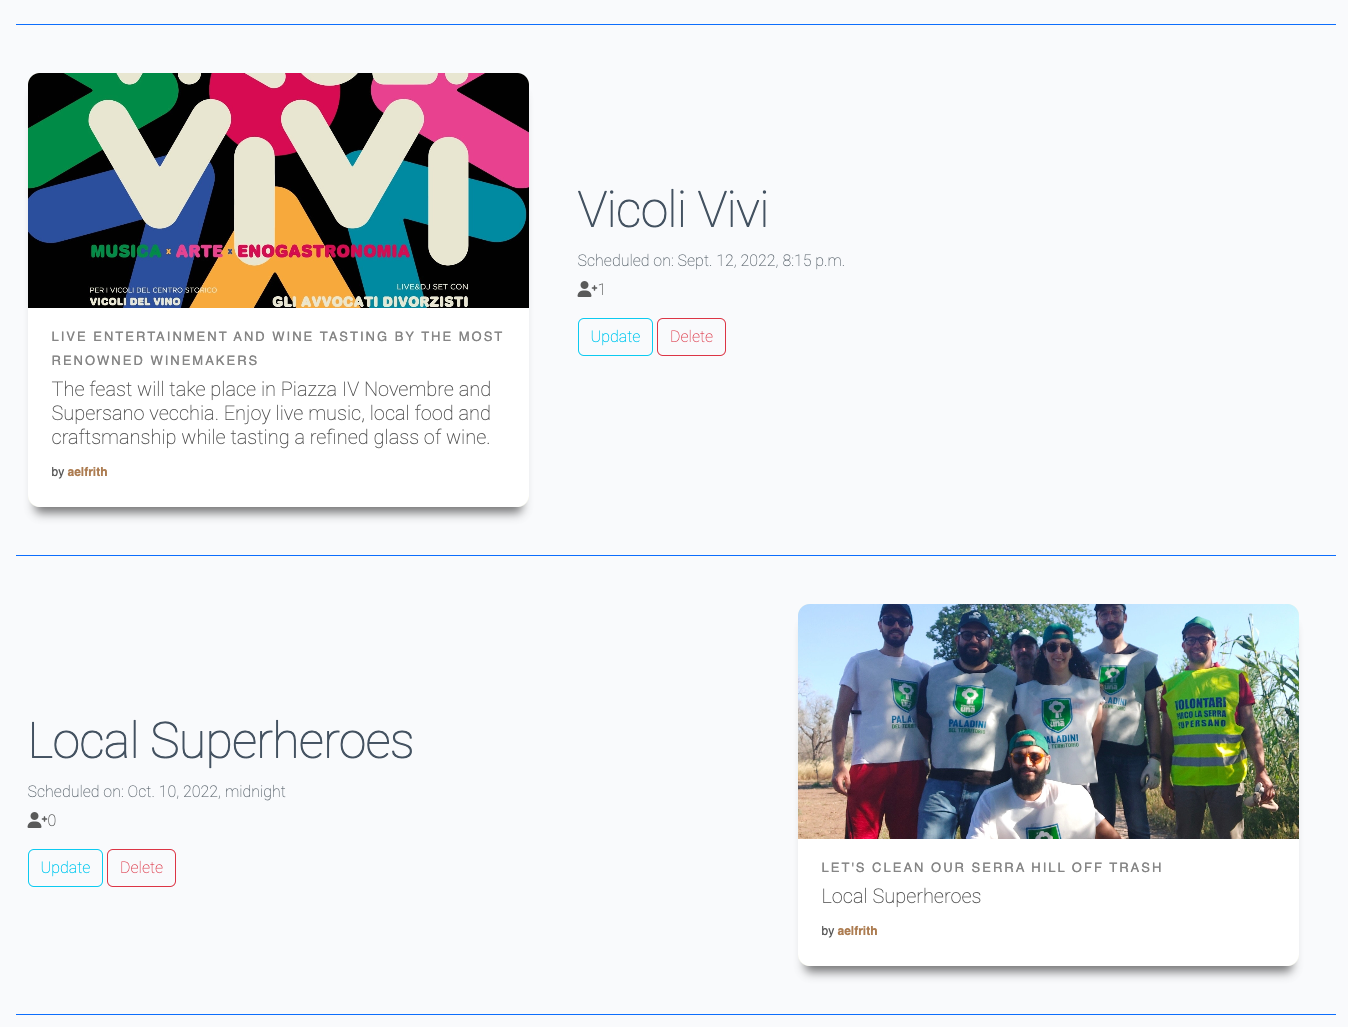 ViVi
MUSICA x ARTE x ENOGASTRONOMIA
PER I VICOLI DEL CENTRO STORICO
VICOLI DEL VINO
LIVE&DJ SET CON
GLI AVVOCATI DIVORZISTI
LIVE ENTERTAINMENT AND WINE TASTING BY THE MOST
RENOWNED WINEMAKERS
The feast will take place in Piazza IV Novembre and
Supersano vecchia. Enjoy live music, local food and
craftsmanship while tasting a refined glass of wine.
by aelfrith
Vicoli Vivi
Scheduled on: Sept. 12, 2022, 8:15 p.m.
1
Update Delete
Local Superheroes
Scheduled on: Oct. 10, 2022, midnight
0
Update Delete
PALADINI
DEL TERRITORIO
VOLONTARI
SUPERSANO
LET'S CLEAN OUR SERRA HILL OFF TRASH
Local Superheroes
by aelfrith